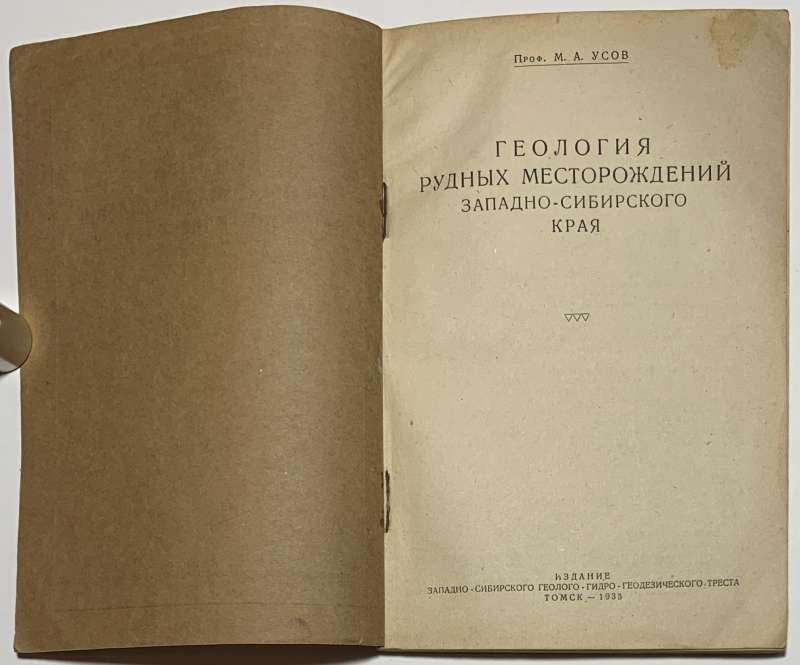 Проф. М. А. УСОВ
ГЕОЛОГИЯ
РУДНЫХ МЕСТОРОЖДЕНИЙ
ЗАПАДНО-СИБИРСКОГО
КРАЯ
ИЗДАНИЕ
ЗАПАДНО-СИБИРСКОГО ГЕОЛОГО-ГИДРО-ГЕОДЕЗИЧЕСКОГО ТРЕСТА
ТОМСК — 1935